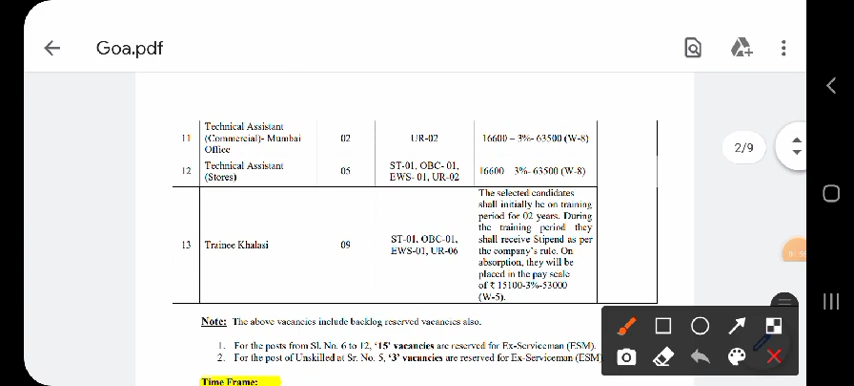 Goa.pdf
Technical Assistant
11 (Commercial)- Mumbai 02 UR-02 16600 – 3%- 63500 (W-8)
Office
12 Technical Assistant 05 ST-01, OBC- 01, 16600 3%- 63500 (W-8)
(Stores) EWS- 01, UR-02
2/9
The selected candidates
shall initially be on training
period for 02 years. During
the training period they
13 Trainee Khalasi 09 ST-01, OBC-01, shall receive Stipend as per
EWS-01, UR-06 the company's rule. On
absorption, they will be
placed in the pay scale
of ₹ 15100-3%-53000
(W-5).
Note: The above vacancies include backlog reserved vacancies also.
1. For the posts from Sl. No. 6 to 12, '15' vacancies are reserved for Ex-Serviceman (ESM).
2. For the post of Unskilled at Sr. No. 5, '3' vacancies are reserved for Ex-Serviceman (ESM)
Time Frame: